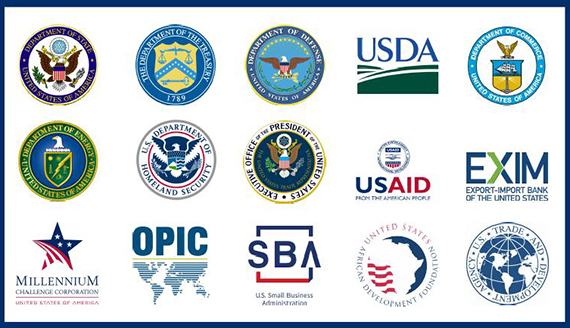 DEPARTMENT OF STATE
UNITED STATES OF AMERICA
THE DEPARTMENT OF THE TREASURY
1789
DEPARTMENT OF DEFENSE
UNITED STATES OF AMERICA
USDA
DEPARTMENT OF COMMERCE
UNITED STATES OF AMERICA
DEPARTMENT OF ENERGY
UNITED STATES OF AMERICA
U.S. DEPARTMENT OF
HOMELAND SECURITY
EXECUTIVE OFFICE OF THE PRESIDENT OF THE UNITED STATES
USAID
USAID
FROM THE AMERICAN PEOPLE
EXIM
EXPORT-IMPORT BANK
OF THE UNITED STATES
MILLENNIUM
CHALLENGE CORPORATION
UNITED STATES OF AMERICA
OPIC
SBA
U.S. Small Business
Administration
UNITED STATES
AFRICAN DEVELOPMENT FOUNDATION
U.S. TRADE AND
DEVELOPMENT
AGENCY